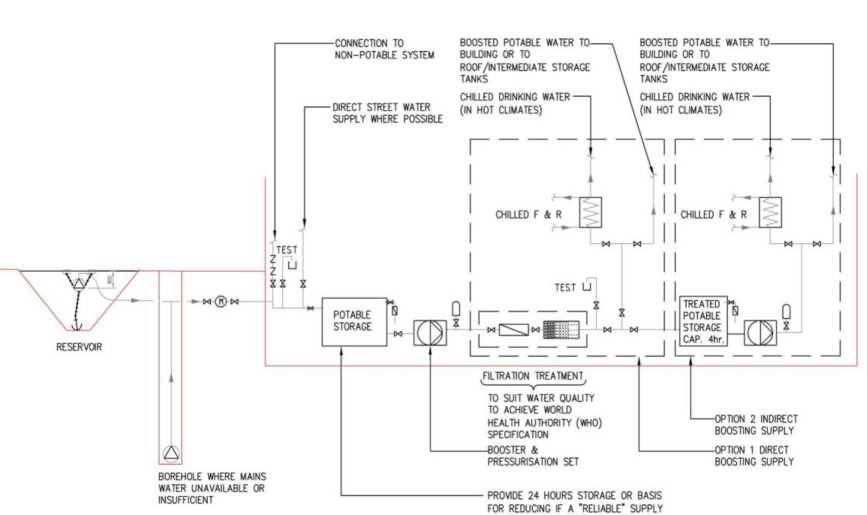 CONNECTION TO
NON-POTABLE SYSTEM
BOOSTED POTABLE WATER TO
BUILDING OR TO
ROOF/INTERMEDIATE STORAGE
TANKS
BOOSTED POTABLE WATER TO
BUILDING OR TO
ROOF/INTERMEDIATE STORAGE
TANKS
DIRECT STREET WATER
SUPPLY WHERE POSSIBLE
CHILLED DRINKING WATER
(IN HOT CLIMATES)
CHILLED DRINKING WATER
(IN HOT CLIMATES)
CHILLED F & R
CHILLED F & R
TEST
Z
Z
TEST
M
RESERVOIR
POTABLE
STORAGE
TREATED
POTABLE
STORAGE
CAP. 4hr.
FILTRATION TREATMENT
TO SUIT WATER QUALITY
TO ACHIEVE WORLD
HEALTH AUTHORITY (WHO)
SPECIFICATION
BOOSTER &
PRESSURISATION SET
OPTION 2 INDIRECT
BOOSTING SUPPLY
OPTION 1 DIRECT
BOOSTING SUPPLY
BOREHOLE WHERE MAINS
WATER UNAVAILABLE OR
INSUFFICIENT
PROVIDE 24 HOURS STORAGE OR BASIS
FOR REDUCING IF A "RELIABLE" SUPPLY